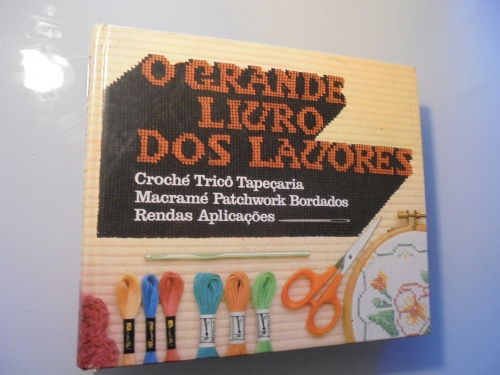 O GRANDE
LIVRO
DOS LAVORES
Croché Tricô Tapeçaria
Macramé Patchwork Bordados
Rendas Aplicações